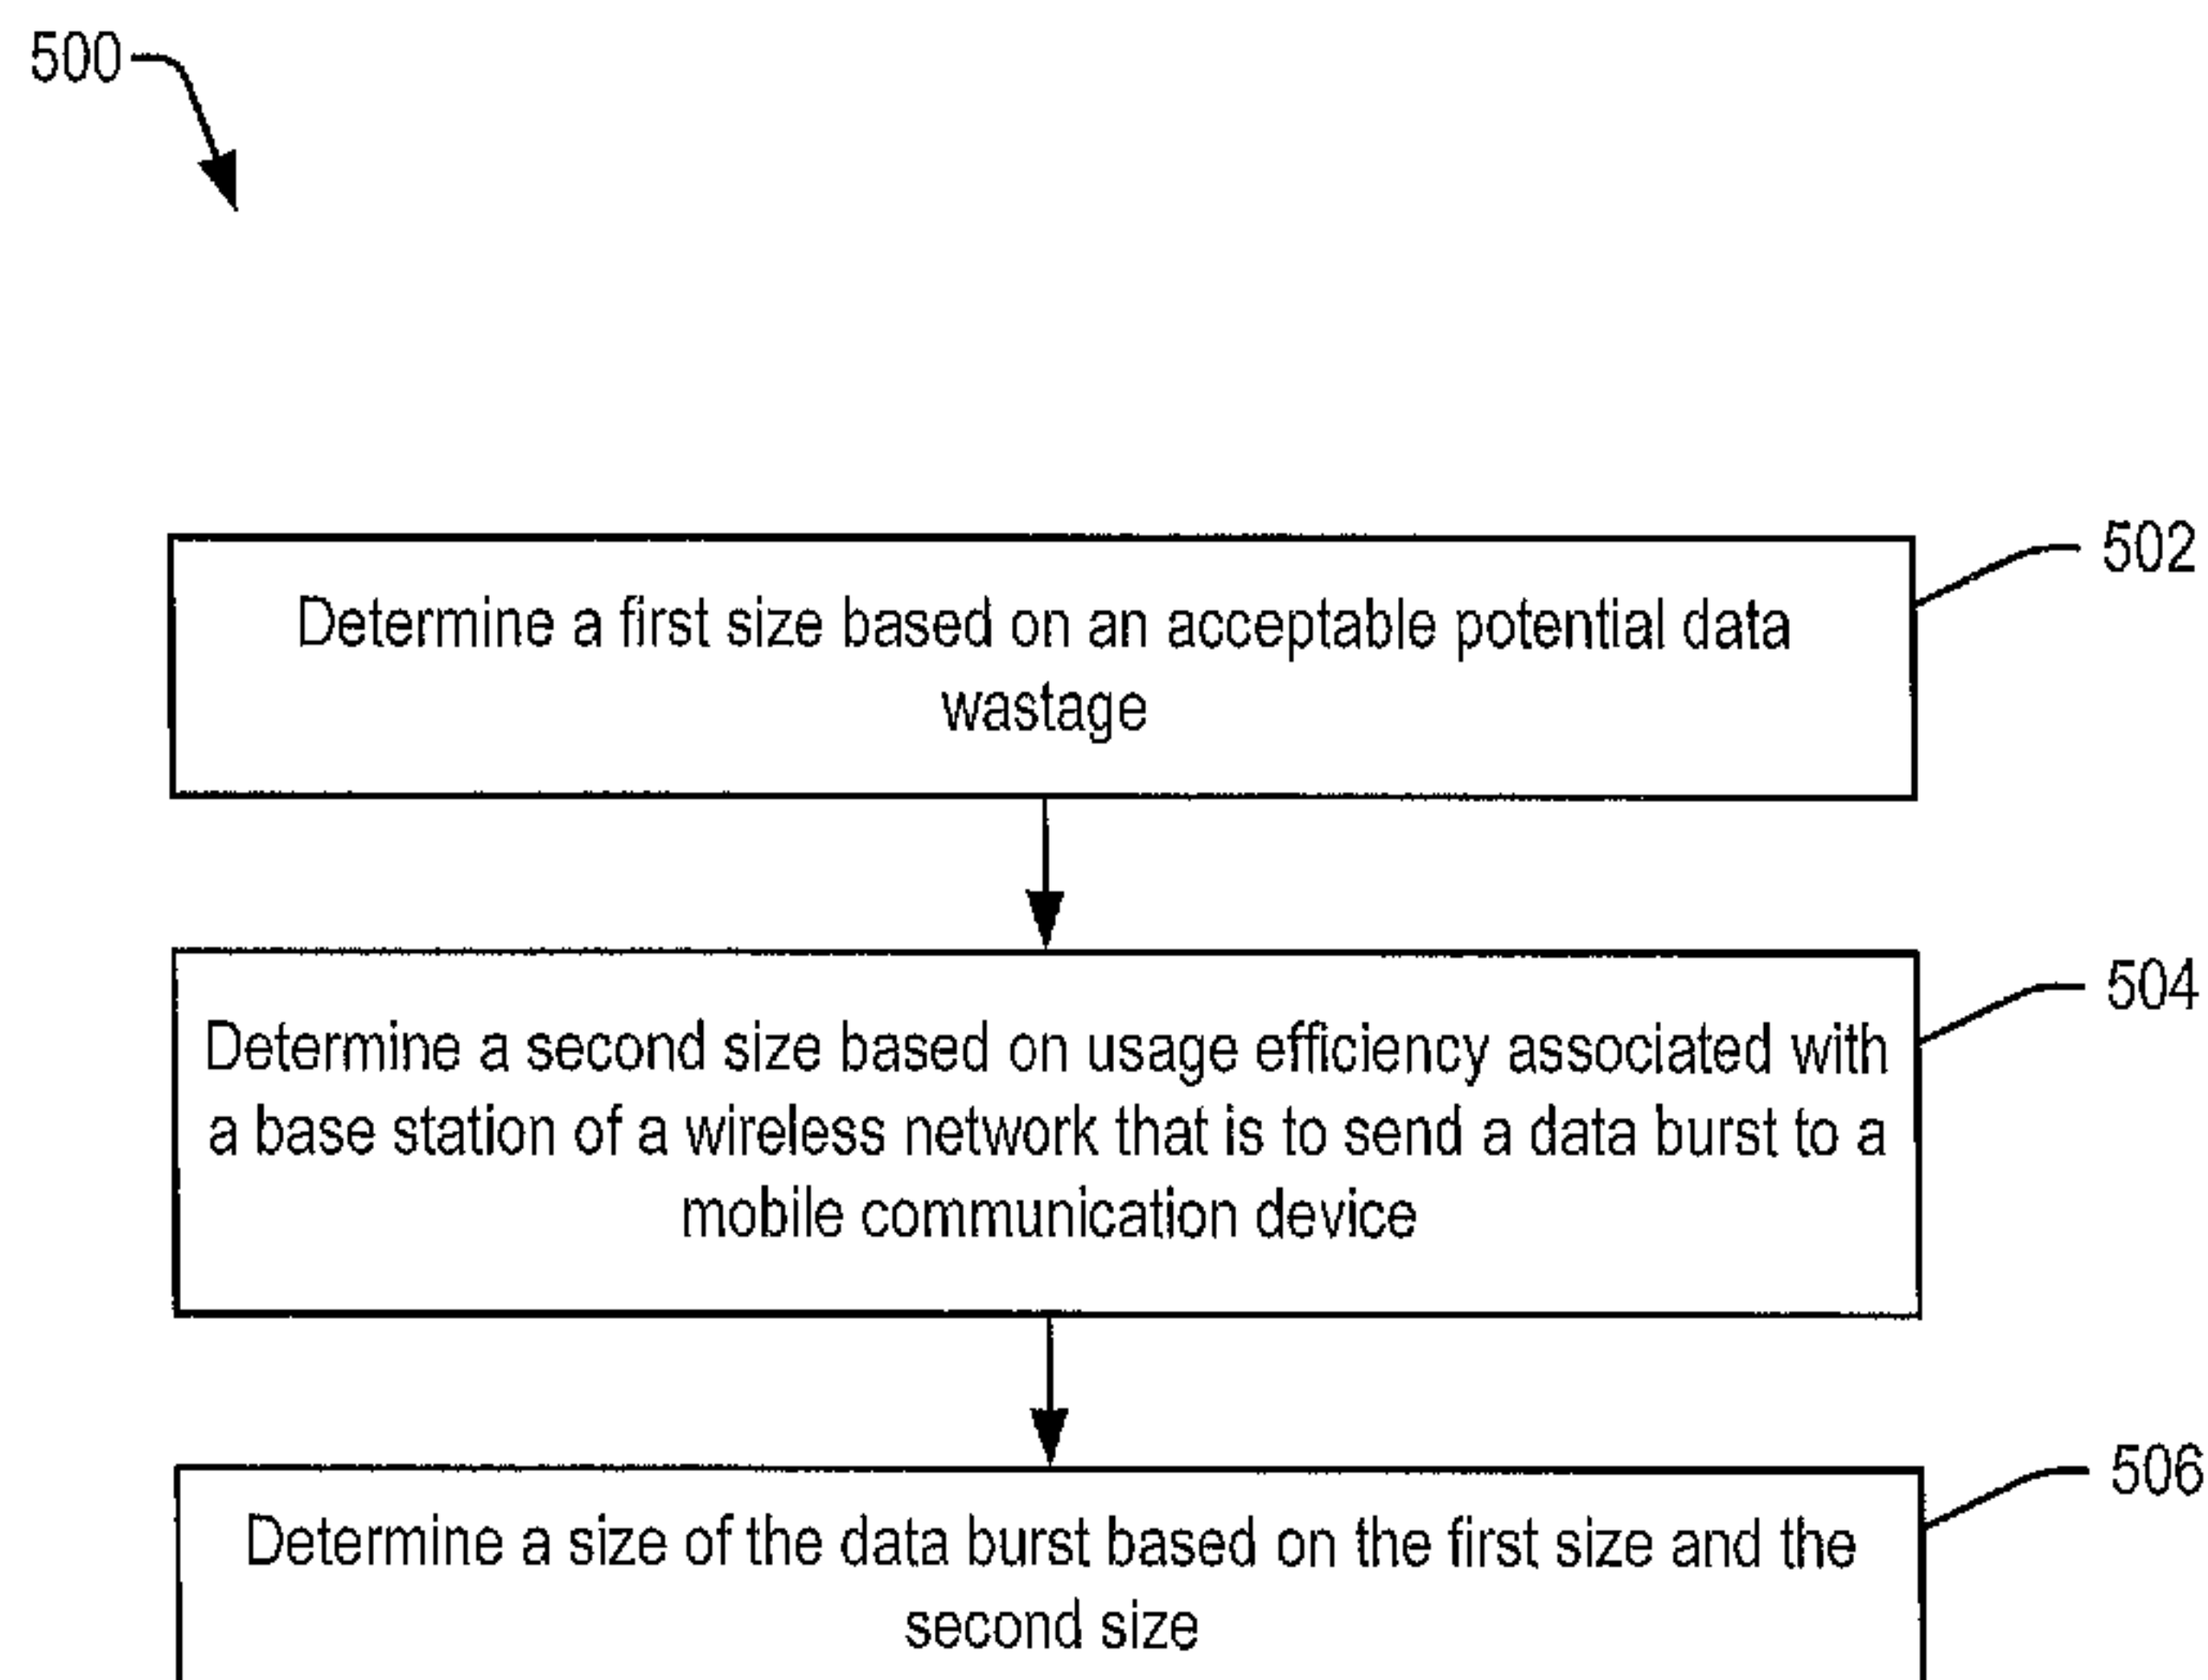 500
502
Determine a first size based on an acceptable potential data
wastage
504
Determine a second size based on usage efficiency associated with
a base station of a wireless network that is to send a data burst to a
mobile communication device
506
Determine a size of the data burst based on the first size and the
second size